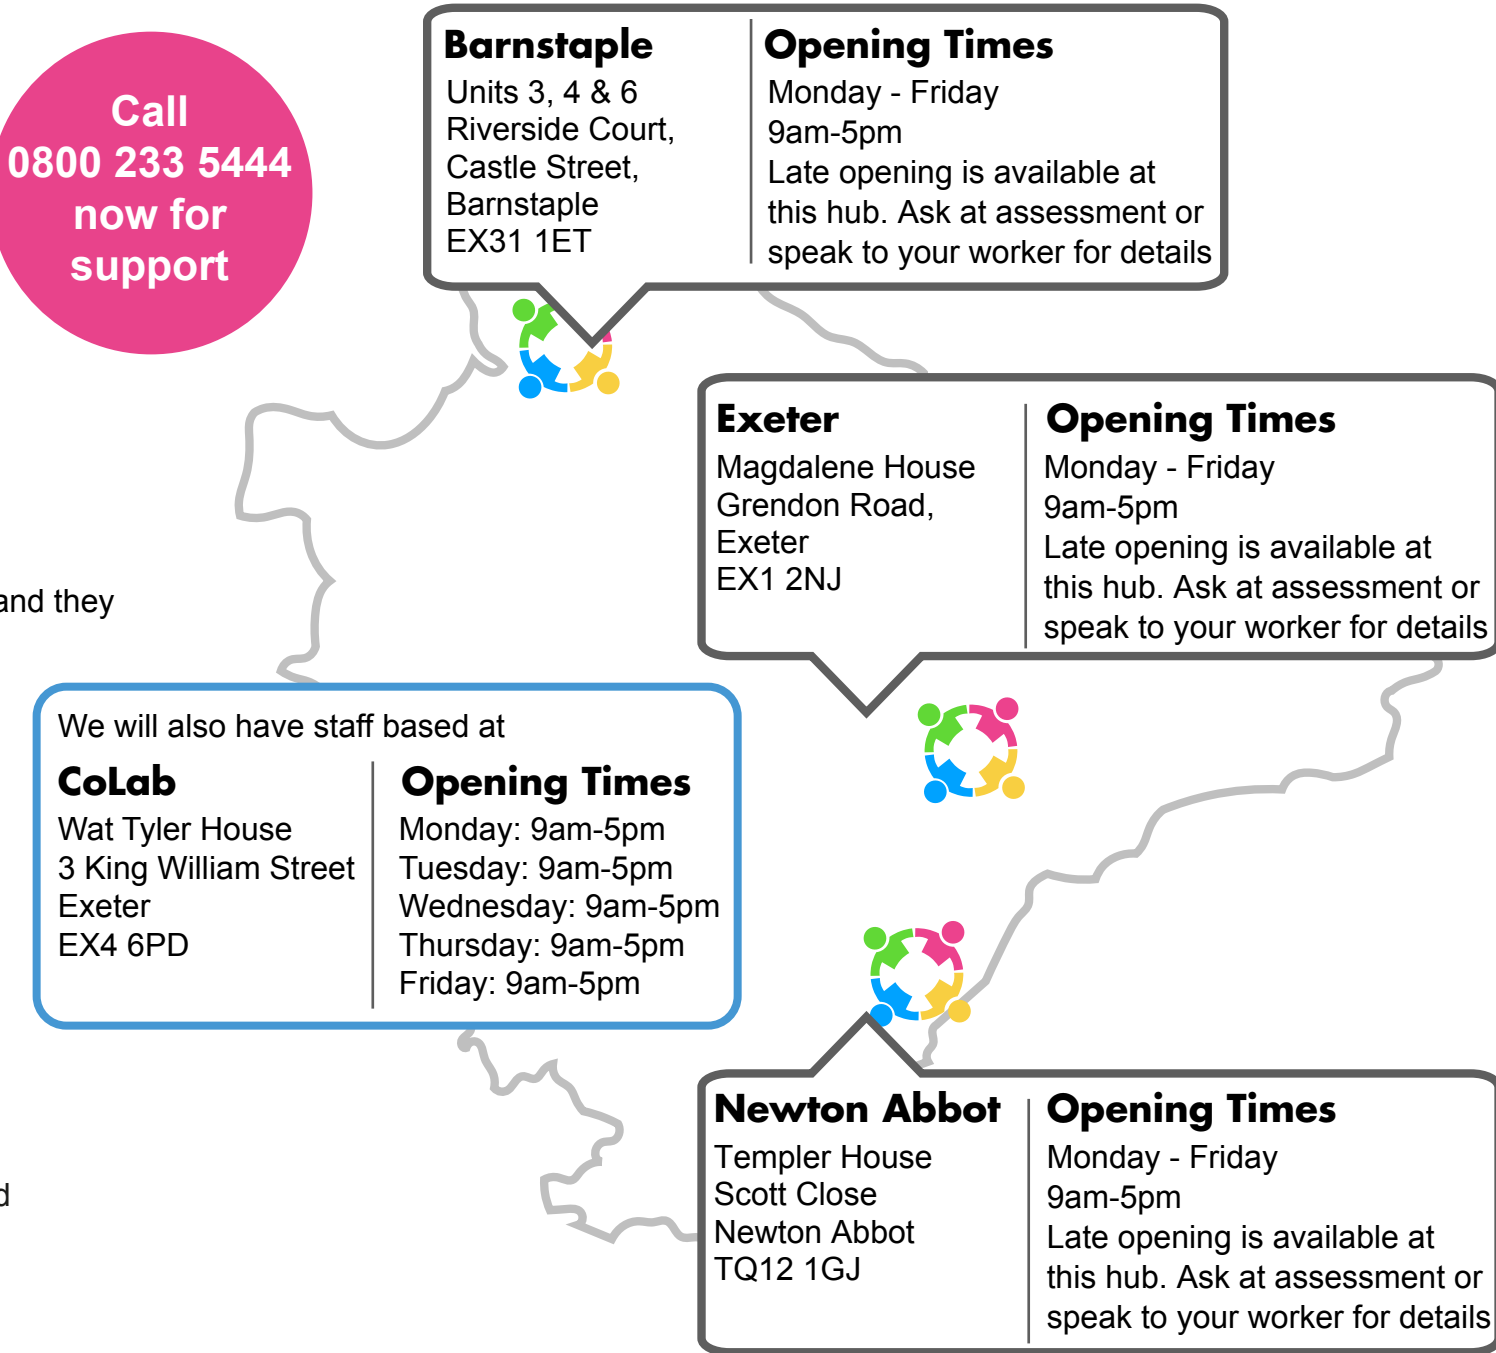 Call
0800 233 5444
now for
support
Barnstaple
Units 3, 4 & 6
Riverside Court,
Castle Street,
Barnstaple
EX31 1ET
Opening Times
Monday - Friday
9am-5pm
Late opening is available at
this hub. Ask at assessment or
speak to your worker for details
Exeter
Magdalene House
Grendon Road,
Exeter
EX1 2NJ
Opening Times
Monday - Friday
9am-5pm
Late opening is available at
this hub. Ask at assessment or
speak to your worker for details
and they
We will also have staff based at
CoLab
Wat Tyler House
3 King William Street
Exeter
EX4 6PD
Opening Times
Monday: 9am-5pm
Tuesday: 9am-5pm
Wednesday: 9am-5pm
Thursday: 9am-5pm
Friday: 9am-5pm
Newton Abbot
Templer House
Scott Close
Newton Abbot
TQ12 1GJ
Opening Times
Monday - Friday
9am-5pm
Late opening is available at
this hub. Ask at assessment or
speak to your worker for details